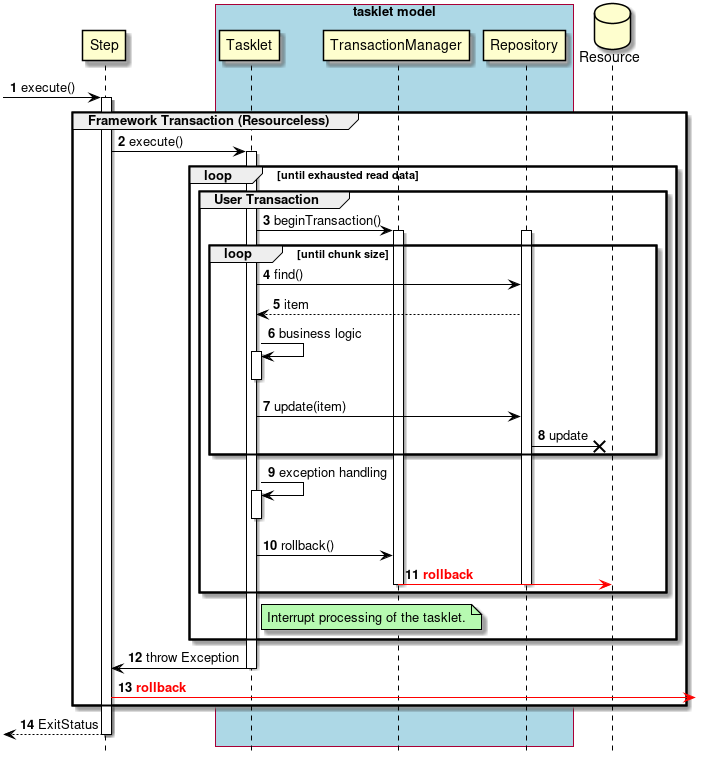 tasklet model
Step
Tasklet
TransactionManager
Repository
Resource
1 execute()
Framework Transaction (Resourceless)
2 execute()
loop [until exhausted read data]
User Transaction
3 beginTransaction()
loop [until chunk size]
4 find()
5 item
6 business logic
7 update(item)
8 update
9 exception handling
10 rollback()
11 rollback
Interrupt processing of the tasklet.
12 throw Exception
13 rollback
14 ExitStatus